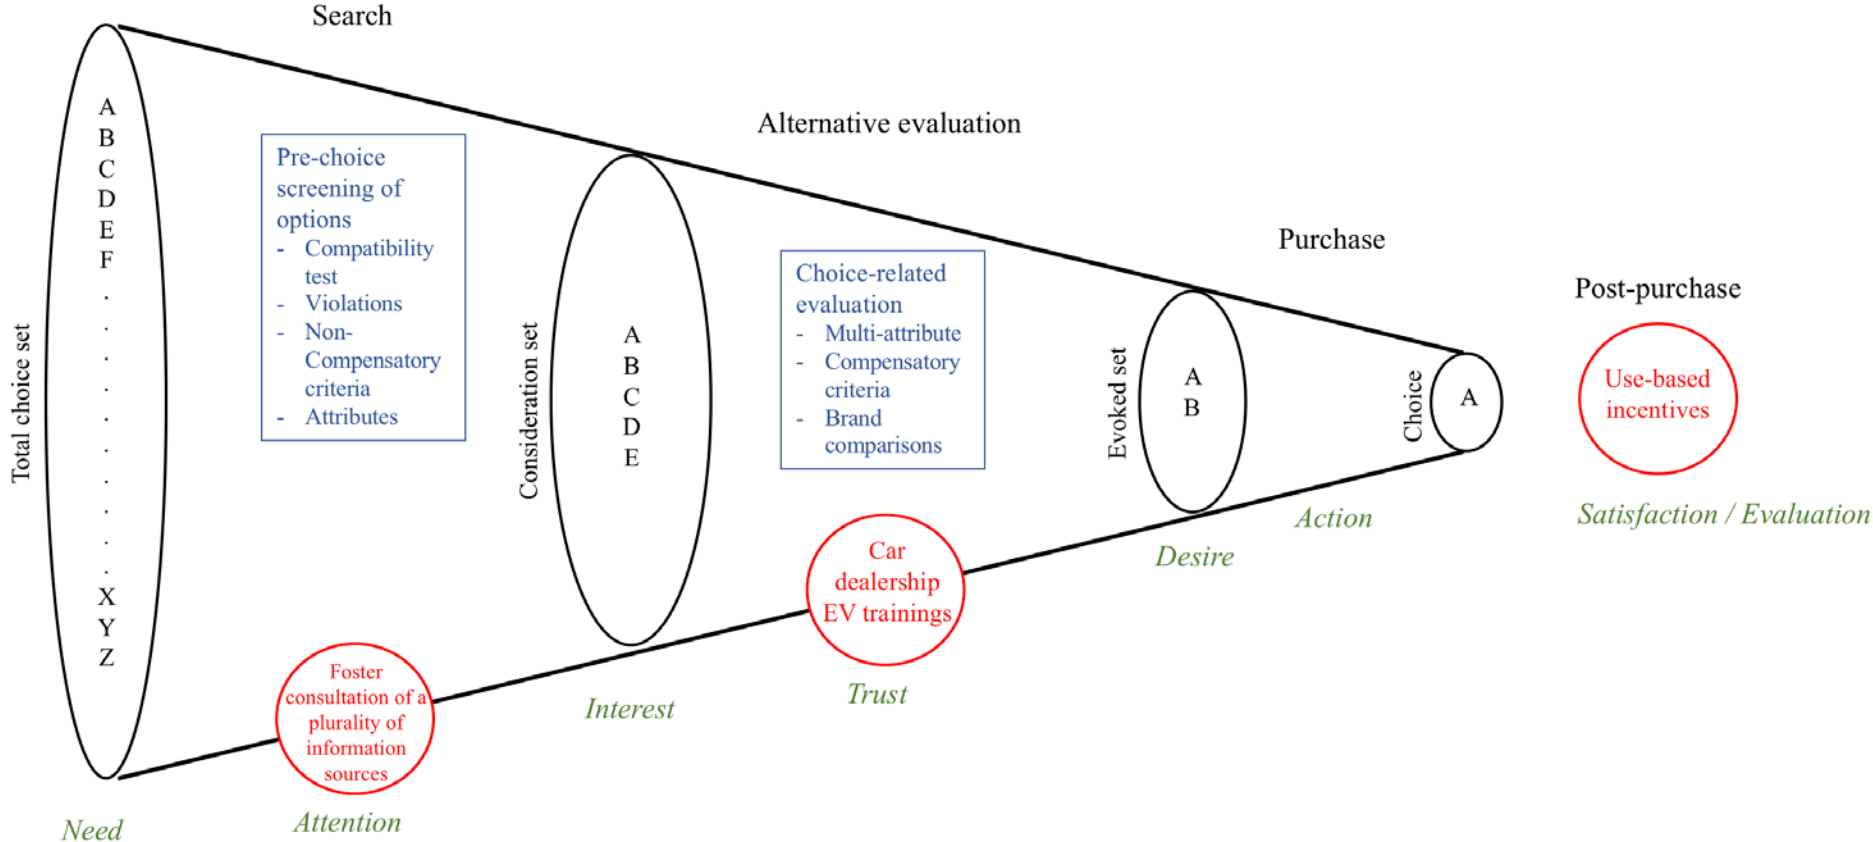 Search
Alternative evaluation
Purchase
Post-purchase
Total choice set
A
B
C
D
E
F
.
.
.
.
.
.
.
.
.
.
X
Y
Z
Pre-choice
screening of
options
- Compatibility
test
- Violations
- Non-
Compensatory
criteria
- Attributes
Consideration set
A
B
C
D
E
Choice-related
evaluation
- Multi-attribute
- Compensatory
criteria
- Brand
comparisons
Evoked set
A
B
Choice
A
Use-based
incentives
Foster
consultation of a
plurality of
information
sources
Car
dealership
EV trainings
Need
Attention
Interest
Trust
Desire
Action
Satisfaction / Evaluation